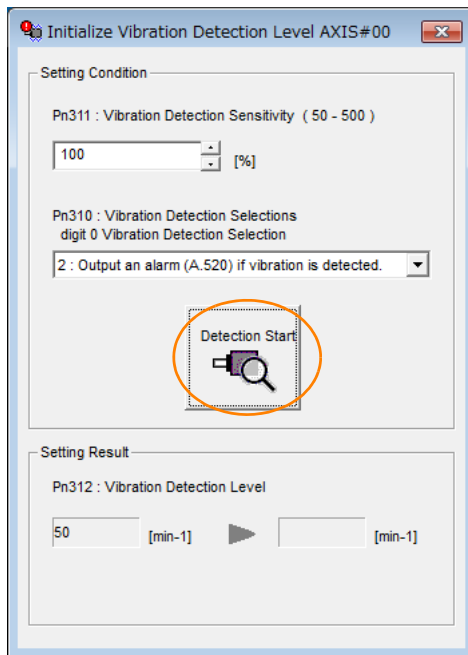 Initialize Vibration Detection Level AXIS#00
Setting Condition
Pn311 : Vibration Detection Sensitivity ( 50 - 500 )
100
[%]
Pn310 : Vibration Detection Selections
digit 0 Vibration Detection Selection
2 : Output an alarm (A.520) if vibration is detected.
Detection Start
Setting Result
Pn312 : Vibration Detection Level
50 [min-1] [min-1]